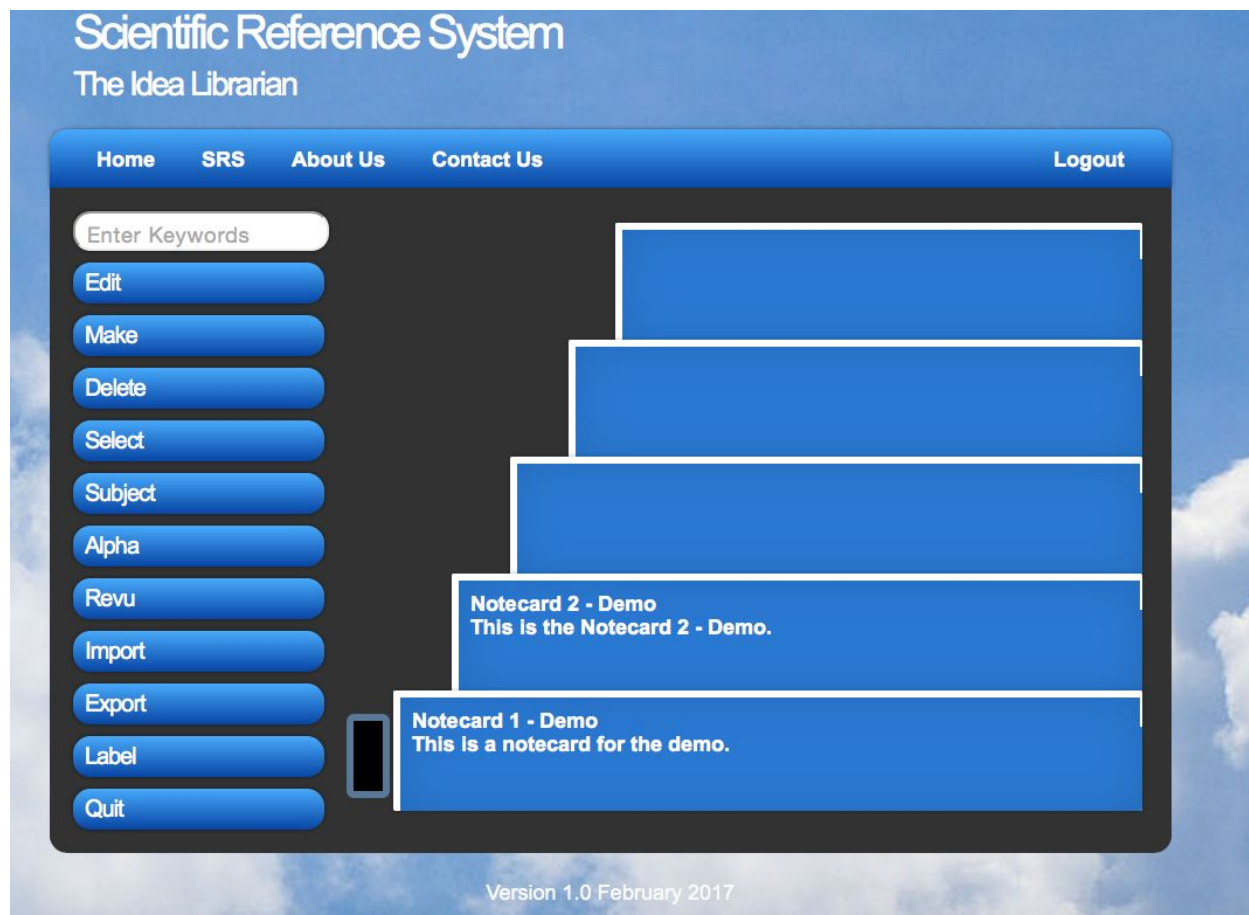 Scientific Reference System
The Idea Librarian
Home SRS About Us Contact Us Logout
Enter Keywords
Edit
Make
Delete
Select
Subject
Alpha
Revu
Import
Export
Label
Quit
Notecard 2 - Demo
This is the Notecard 2 - Demo.
Notecard 1 - Demo
This is a notecard for the demo.
Version 1.0 February 2017